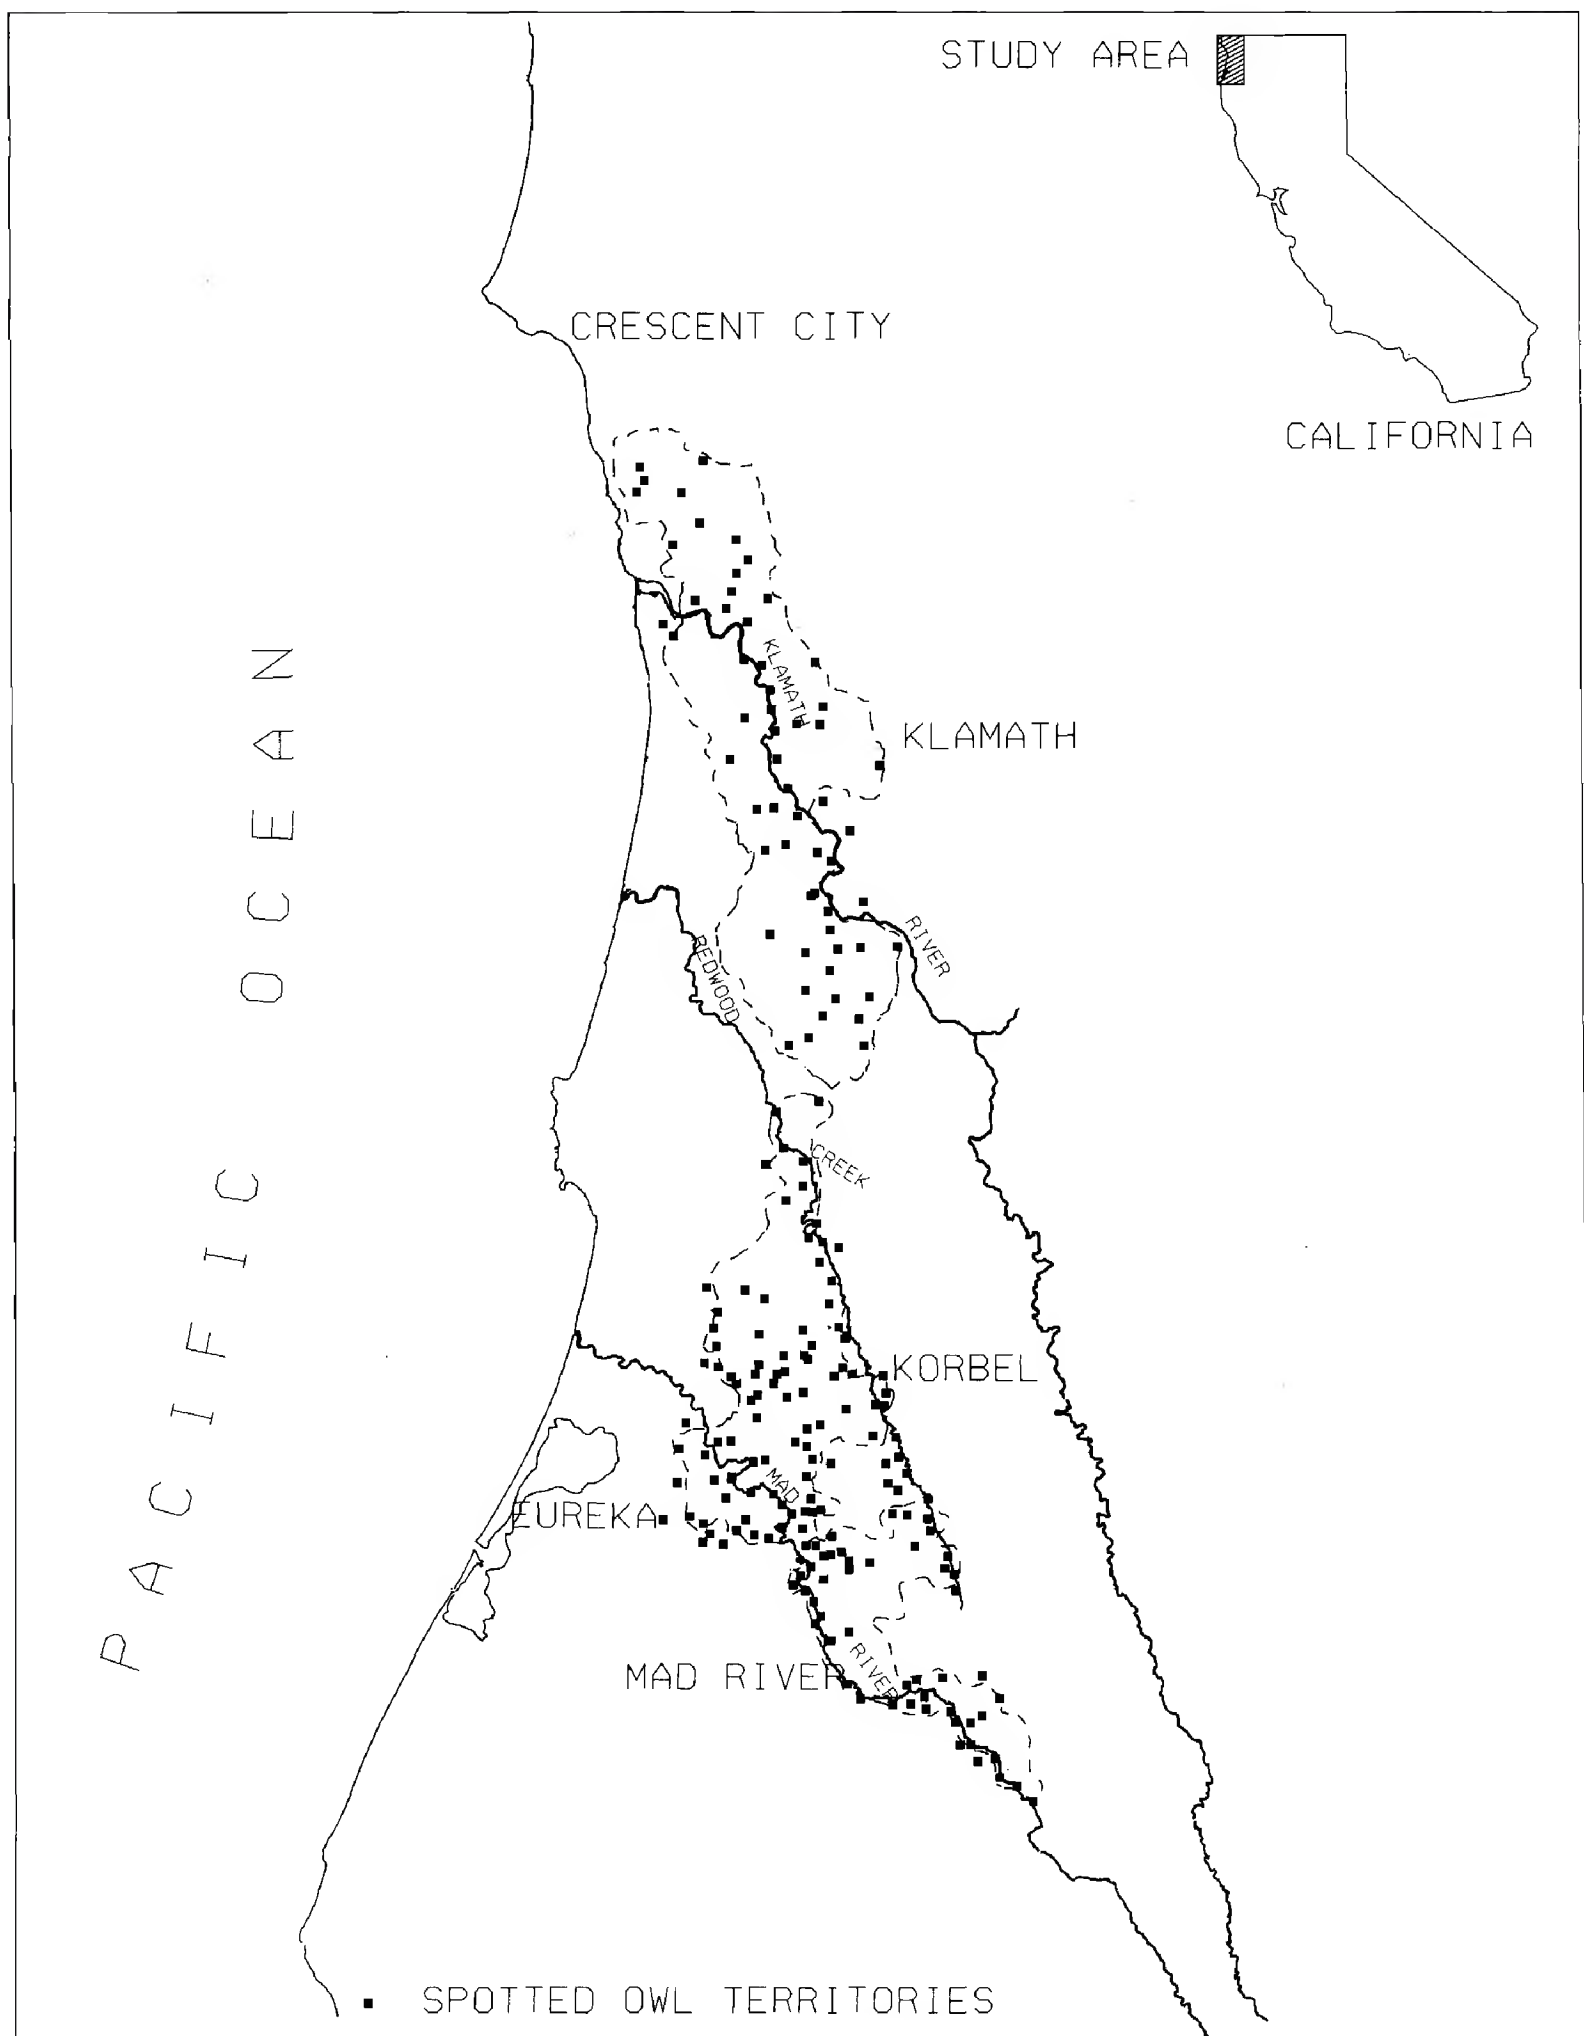 STUDY AREA
CRESCENT CITY
CALIFORNIA
KLAMATH
KLAMATH
RIVER
REDWOOD
CREEK
PACIFIC OCEAN
KORBEL
MAD
EUREKA
MAD RIVER
RIVER
SPOTTED OWL TERRITORIES